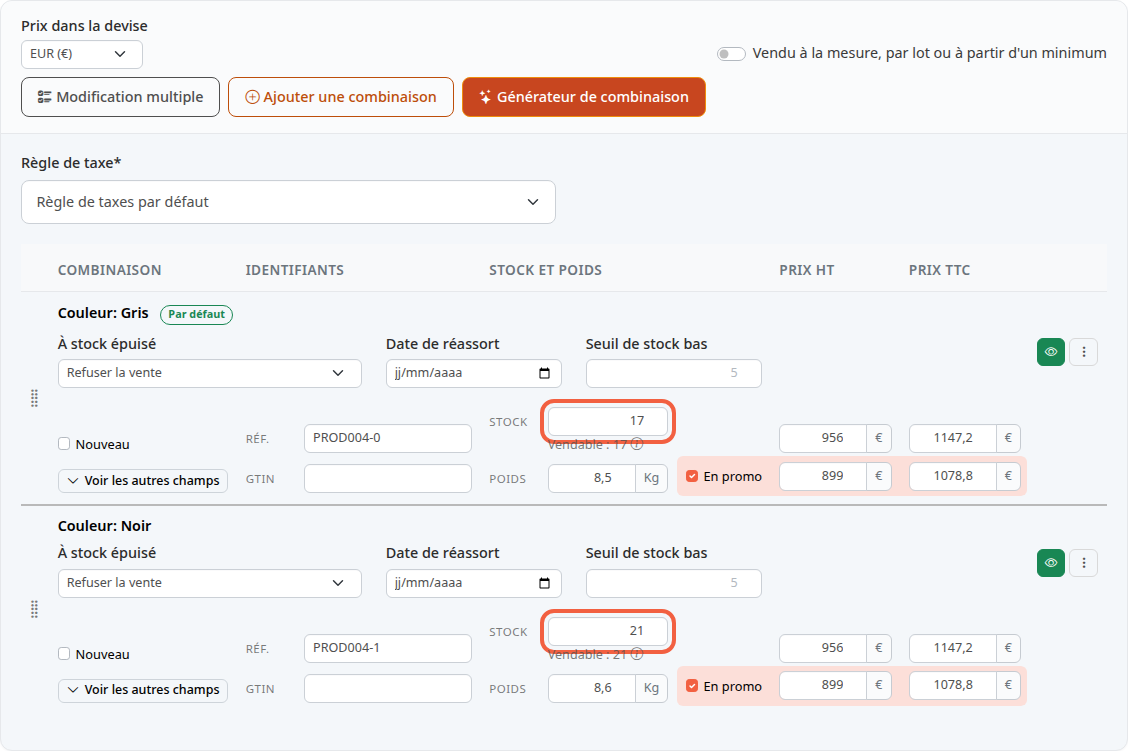 Prix dans la devise
EUR (€)
Vendu à la mesure, par lot ou à partir d'un minimum
Modification multiple
Ajouter une combinaison
Générateur de combinaison
Règle de taxe*
Règle de taxes par défaut
COMBINAISON IDENTIFIANTS STOCK ET POIDS PRIX HT PRIX TTC
Couleur: Gris Par défaut
À stock épuisé Date de réassort Seuil de stock bas
Refuser la vente jj/mm/aaaa 5
STOCK 17
Nouveau RÉF. PROD004-0 Vendable : 17 956 € 1147,2 €
Voir les autres champs GTIN POIDS 8,5 Kg En promo 899 € 1078,8 €
Couleur: Noir
À stock épuisé Date de réassort Seuil de stock bas
Refuser la vente jj/mm/aaaa 5
STOCK 21
Nouveau RÉF. PROD004-1 Vendable : 21 956 € 1147,2 €
Voir les autres champs GTIN POIDS 8,6 Kg En promo 899 € 1078,8 €